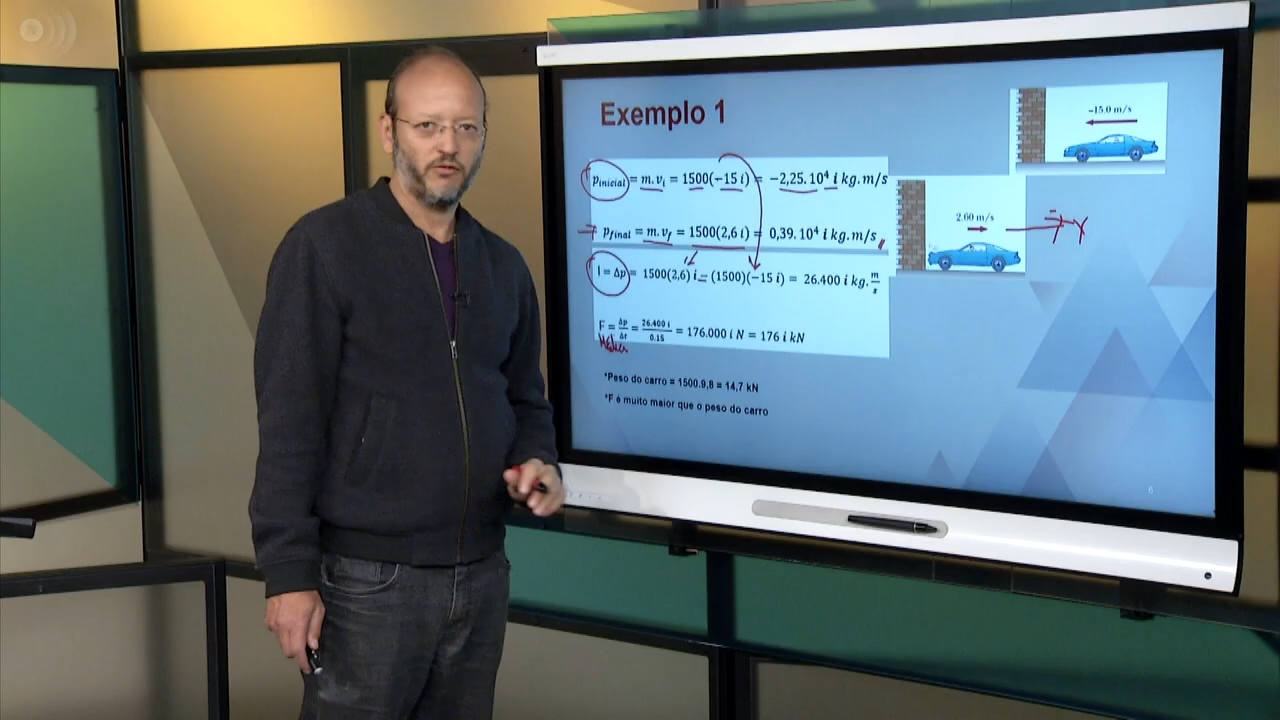 Exemplo 1
−15.0 m/s
p_inicial = m.v_i = 1500(−15 i) = −2,25.10⁴ i kg.m/s
2.60 m/s
p_final = m.v_f = 1500(2,6 i) = 0,39.10⁴ i kg.m/s
I = Δp = 1500(2,6) i − (1500)(−15 i) = 26.400 i kg.m/s
F = Δp/Δt = 26.400 i/0.15 = 176.000 i N = 176 i kN
*Peso do carro = 1500.9,8 = 14,7 kN
*F é muito maior que o peso do carro
6